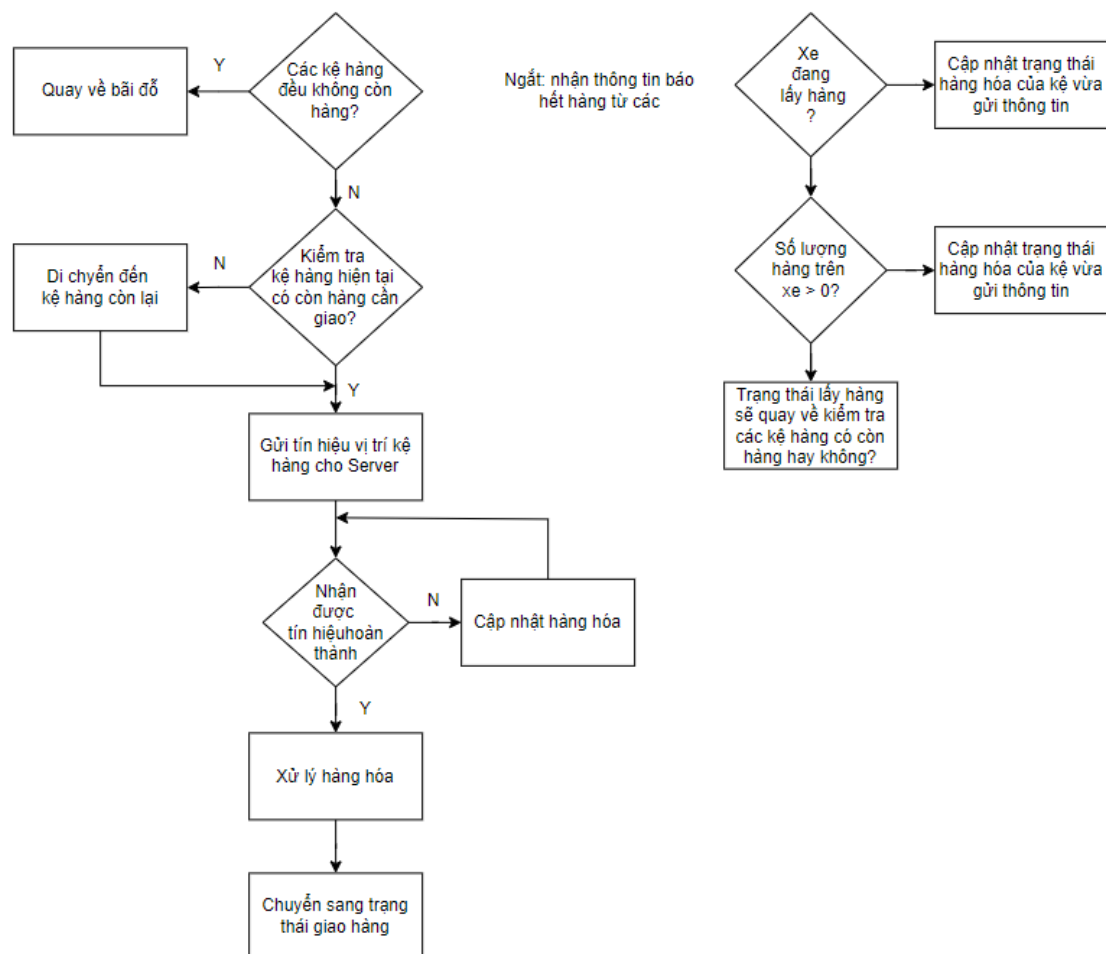 Các kệ hàng
đều không còn
hàng?
Y
Quay về bãi đỗ
N
Kiểm tra
kệ hàng hiện tại
có còn hàng cần
giao?
N
Di chyển đến
kệ hàng còn lại
Y
Gửi tín hiệu vị trí kệ
hàng cho Server
Nhận
được
tín hiệuhoàn
thành
N
Cập nhật hàng hóa
Y
Xử lý hàng hóa
Chuyển sang trạng
thái giao hàng
Ngắt: nhận thông tin báo
hết hàng từ các
Xe
đang
lấy hàng
?
Cập nhật trạng thái
hàng hóa của kệ vừa
gửi thông tin
Số lượng
hàng trên
xe > 0?
Cập nhật trạng thái
hàng hóa của kệ vừa
gửi thông tin
Trạng thái lấy hàng
sẽ quay về kiểm tra
các kệ hàng có còn
hàng hay không?